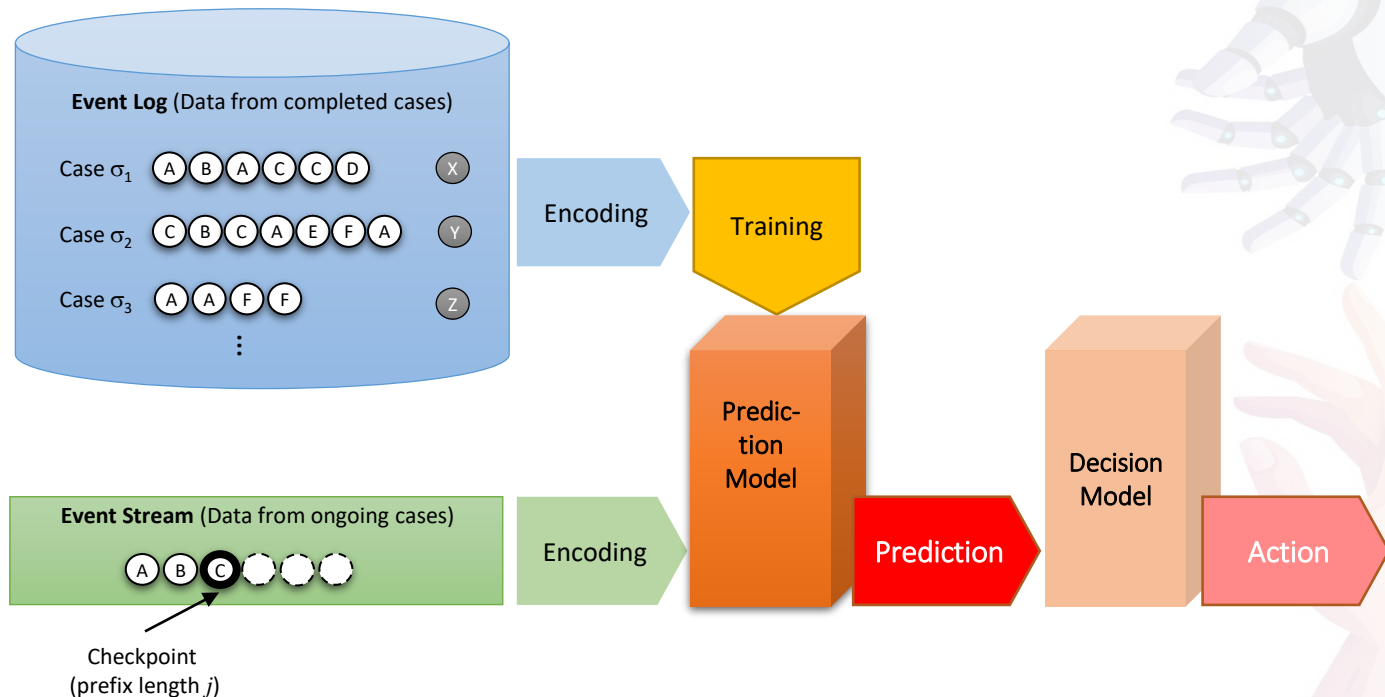 Event Log (Data from completed cases)
Case σ1 A B A C C D X
Case σ2 C B C A E F A Y
Case σ3 A A F F Z
⋮
Encoding
Training
Predic-
tion
Model
Decision
Model
Event Stream (Data from ongoing cases)
A B C
Encoding
Prediction
Action
Checkpoint
(prefix length j)